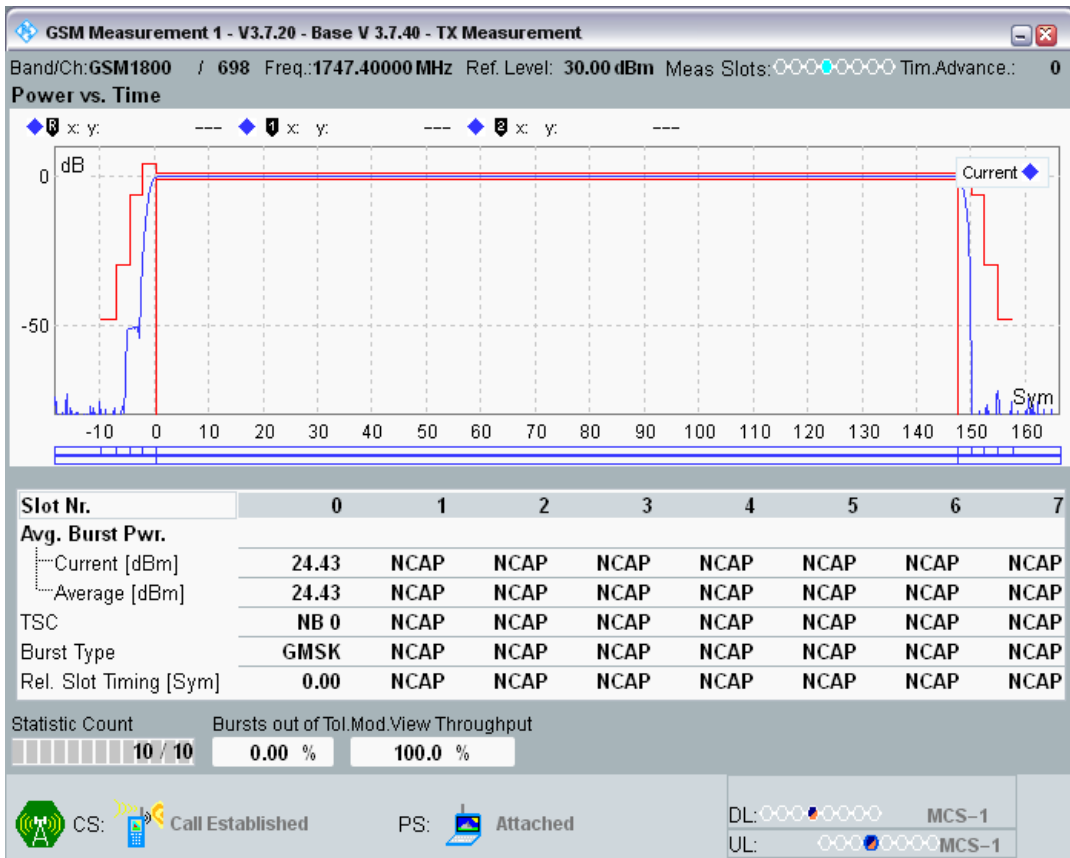 GSM Measurement 1 - V3.7.20 - Base V 3.7.40 - TX Measurement
Band/Ch:GSM1800 / 698 Freq.:1747.40000 MHz Ref. Level: 30.00 dBm Meas Slots: Tim.Advance.: 0
Power vs. Time
R x: y: --- 1 x: y: --- 2 x: y: ---
dB
Current
0
-50
Sym
-10 0 10 20 30 40 50 60 70 80 90 100 110 120 130 140 150 160
Slot Nr. 0 1 2 3 4 5 6 7
Avg. Burst Pwr.
Current [dBm] 24.43 NCAP NCAP NCAP NCAP NCAP NCAP NCAP
Average [dBm] 24.43 NCAP NCAP NCAP NCAP NCAP NCAP NCAP
TSC NB 0 NCAP NCAP NCAP NCAP NCAP NCAP NCAP
Burst Type GMSK NCAP NCAP NCAP NCAP NCAP NCAP NCAP
Rel. Slot Timing [Sym] 0.00 NCAP NCAP NCAP NCAP NCAP NCAP NCAP
Statistic Count Bursts out of Tol.Mod.View Throughput
10 / 10 0.00 % 100.0 %
CS: Call Established PS: Attached
DL: MCS-1
UL: MCS-1